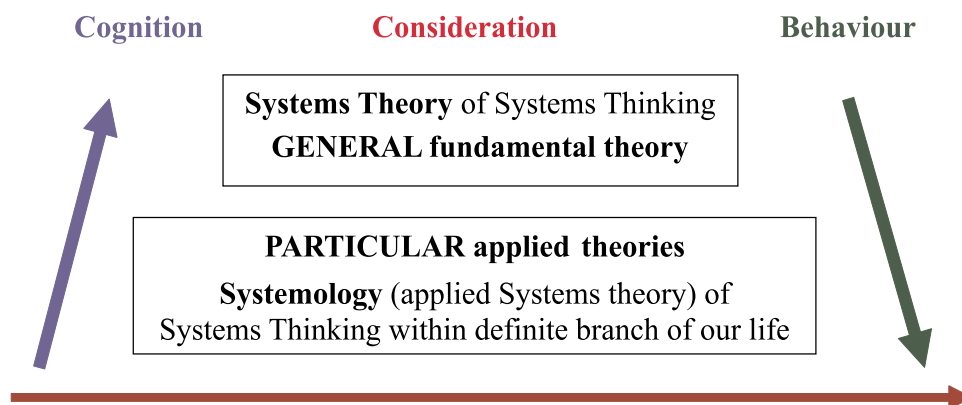 Cognition Consideration Behaviour
Systems Theory of Systems Thinking
GENERAL fundamental theory
PARTICULAR applied theories
Systemology (applied Systems theory) of
Systems Thinking within definite branch of our life